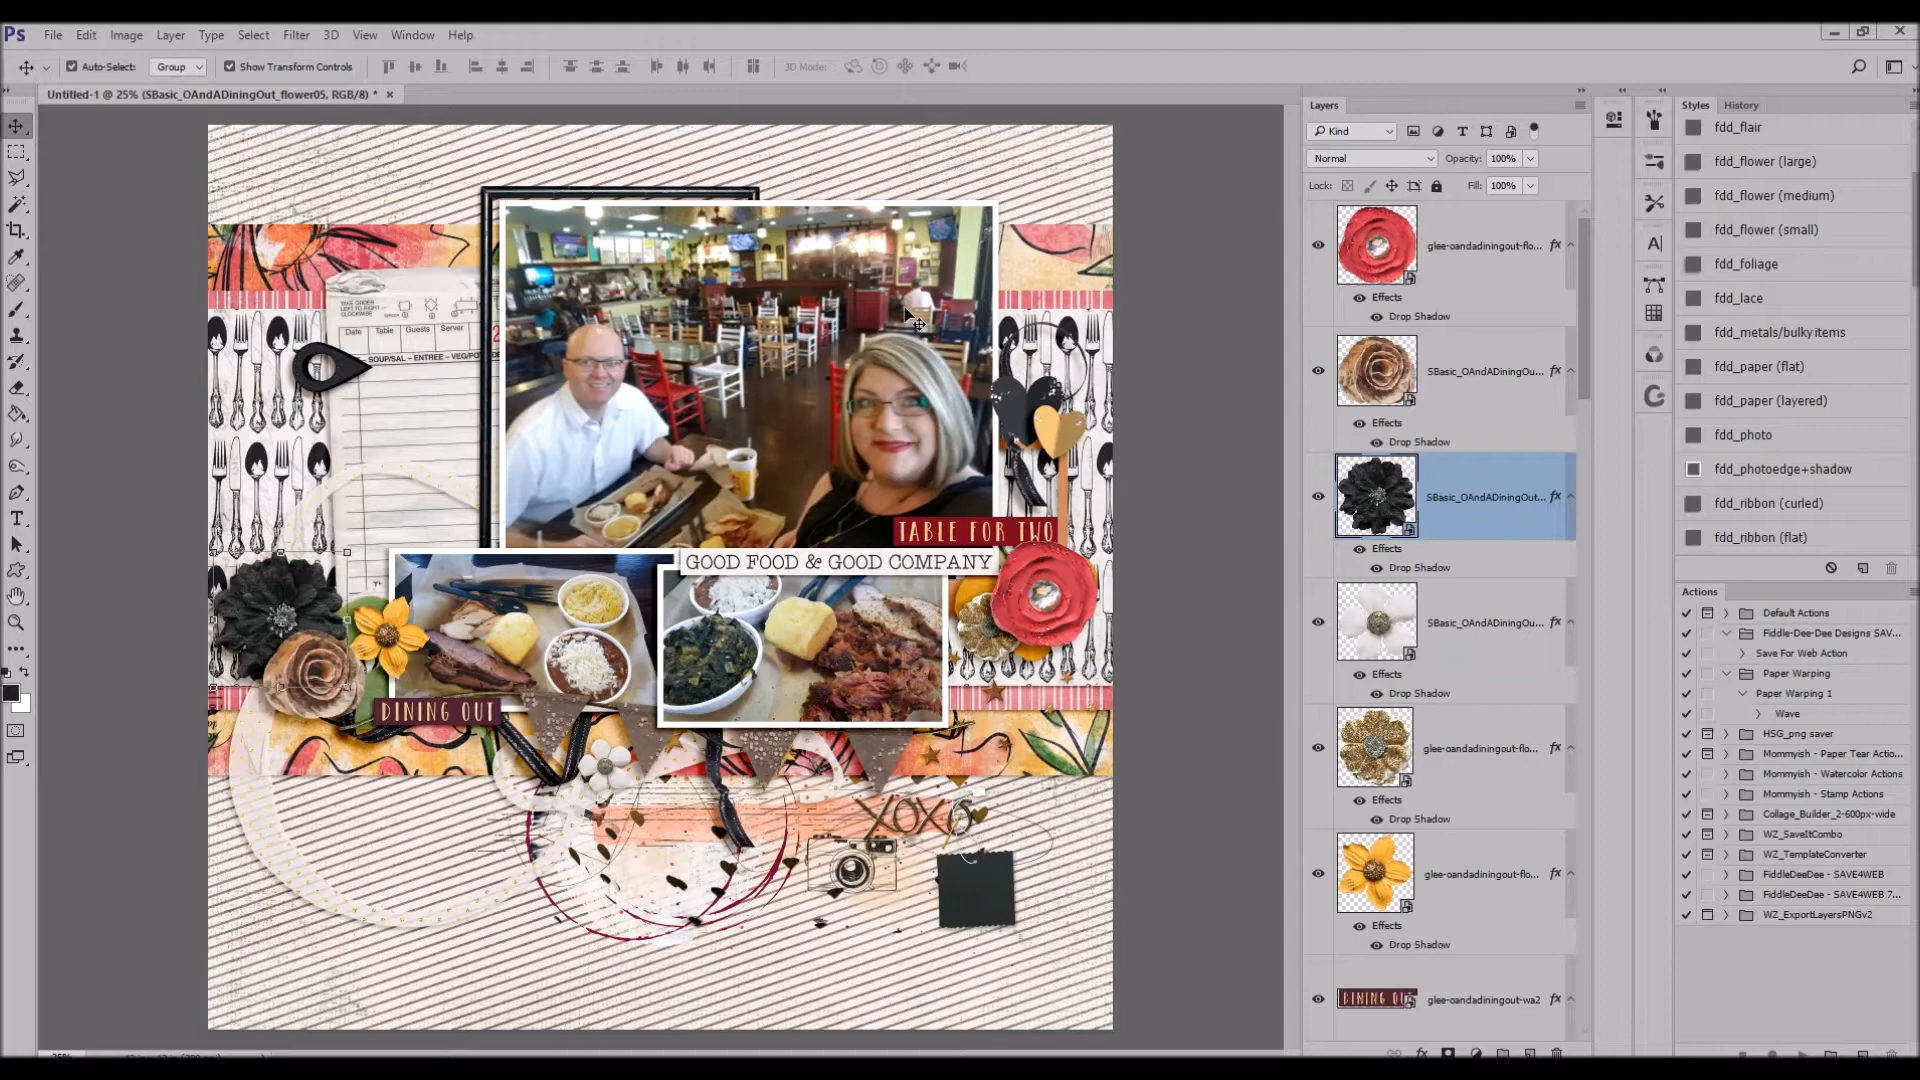 Ps File Edit Image Layer Type Select Filter 3D View Window Help
Auto-Select: Group Show Transform Controls 3D Mode:
Untitled-1 @ 25% (SBasic_OAndADiningOut_flower05, RGB/8) *
TAKE ORDER
LEFT TO RIGHT
CLOCKWISE
Date Table Guests Server
SOUP/SAL – ENTREE – VEG/PO
TABLE FOR TWO
GOOD FOOD & GOOD COMPANY
DINING OUT
XOXO
25%
Layers
Kind
Normal Opacity: 100%
Lock: Fill: 100%
glee-oandadiningout-flo... fx
Effects
Drop Shadow
SBasic_OAndADiningOu... fx
Effects
Drop Shadow
SBasic_OAndADiningOut... fx
Effects
Drop Shadow
SBasic_OAndADiningOu... fx
Effects
Drop Shadow
glee-oandadiningout-flo... fx
Effects
Drop Shadow
glee-oandadiningout-flo... fx
Effects
Drop Shadow
DINING OUT
glee-oandadiningout-wa2 fx
fx
Styles History
fdd_flair
fdd_flower (large)
fdd_flower (medium)
fdd_flower (small)
fdd_foliage
fdd_lace
fdd_metals/bulky items
fdd_paper (flat)
fdd_paper (layered)
fdd_photo
fdd_photoedge+shadow
fdd_ribbon (curled)
fdd_ribbon (flat)
Actions
Default Actions
Fiddle-Dee-Dee Designs SAV...
Save For Web Action
Paper Warping
Paper Warping 1
Wave
HSG_png saver
Mommyish - Paper Tear Actio...
Mommyish - Watercolor Actions
Mommyish - Stamp Actions
Collage_Builder_2-600px-wide
WZ_SaveItCombo
WZ_TemplateConverter
FiddleDeeDee - SAVE4WEB
FiddleDeeDee - SAVE4WEB 7...
WZ_ExportLayersPNGv2